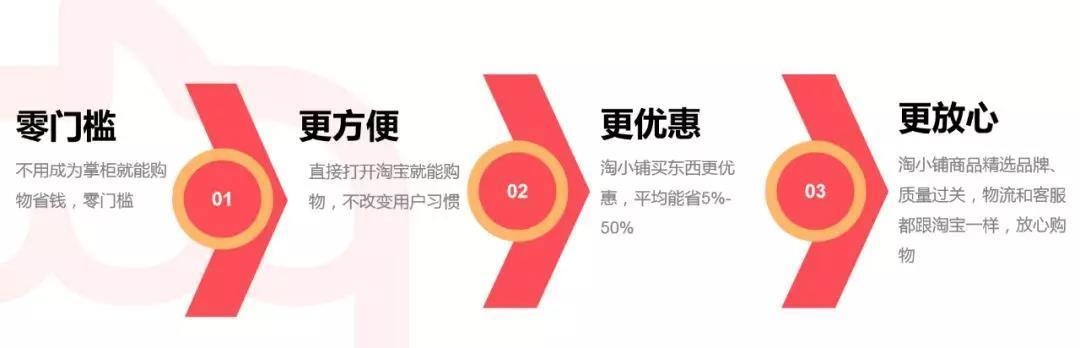 零门槛
不用成为掌柜就能购
物省钱，零门槛
01
更方便
直接打开淘宝就能购
物，不改变用户习惯
02
更优惠
淘小铺买东西更优
惠，平均能省5%-
50%
03
更放心
淘小铺商品精选品牌、
质量过关，物流和客服
都跟淘宝一样，放心购
物